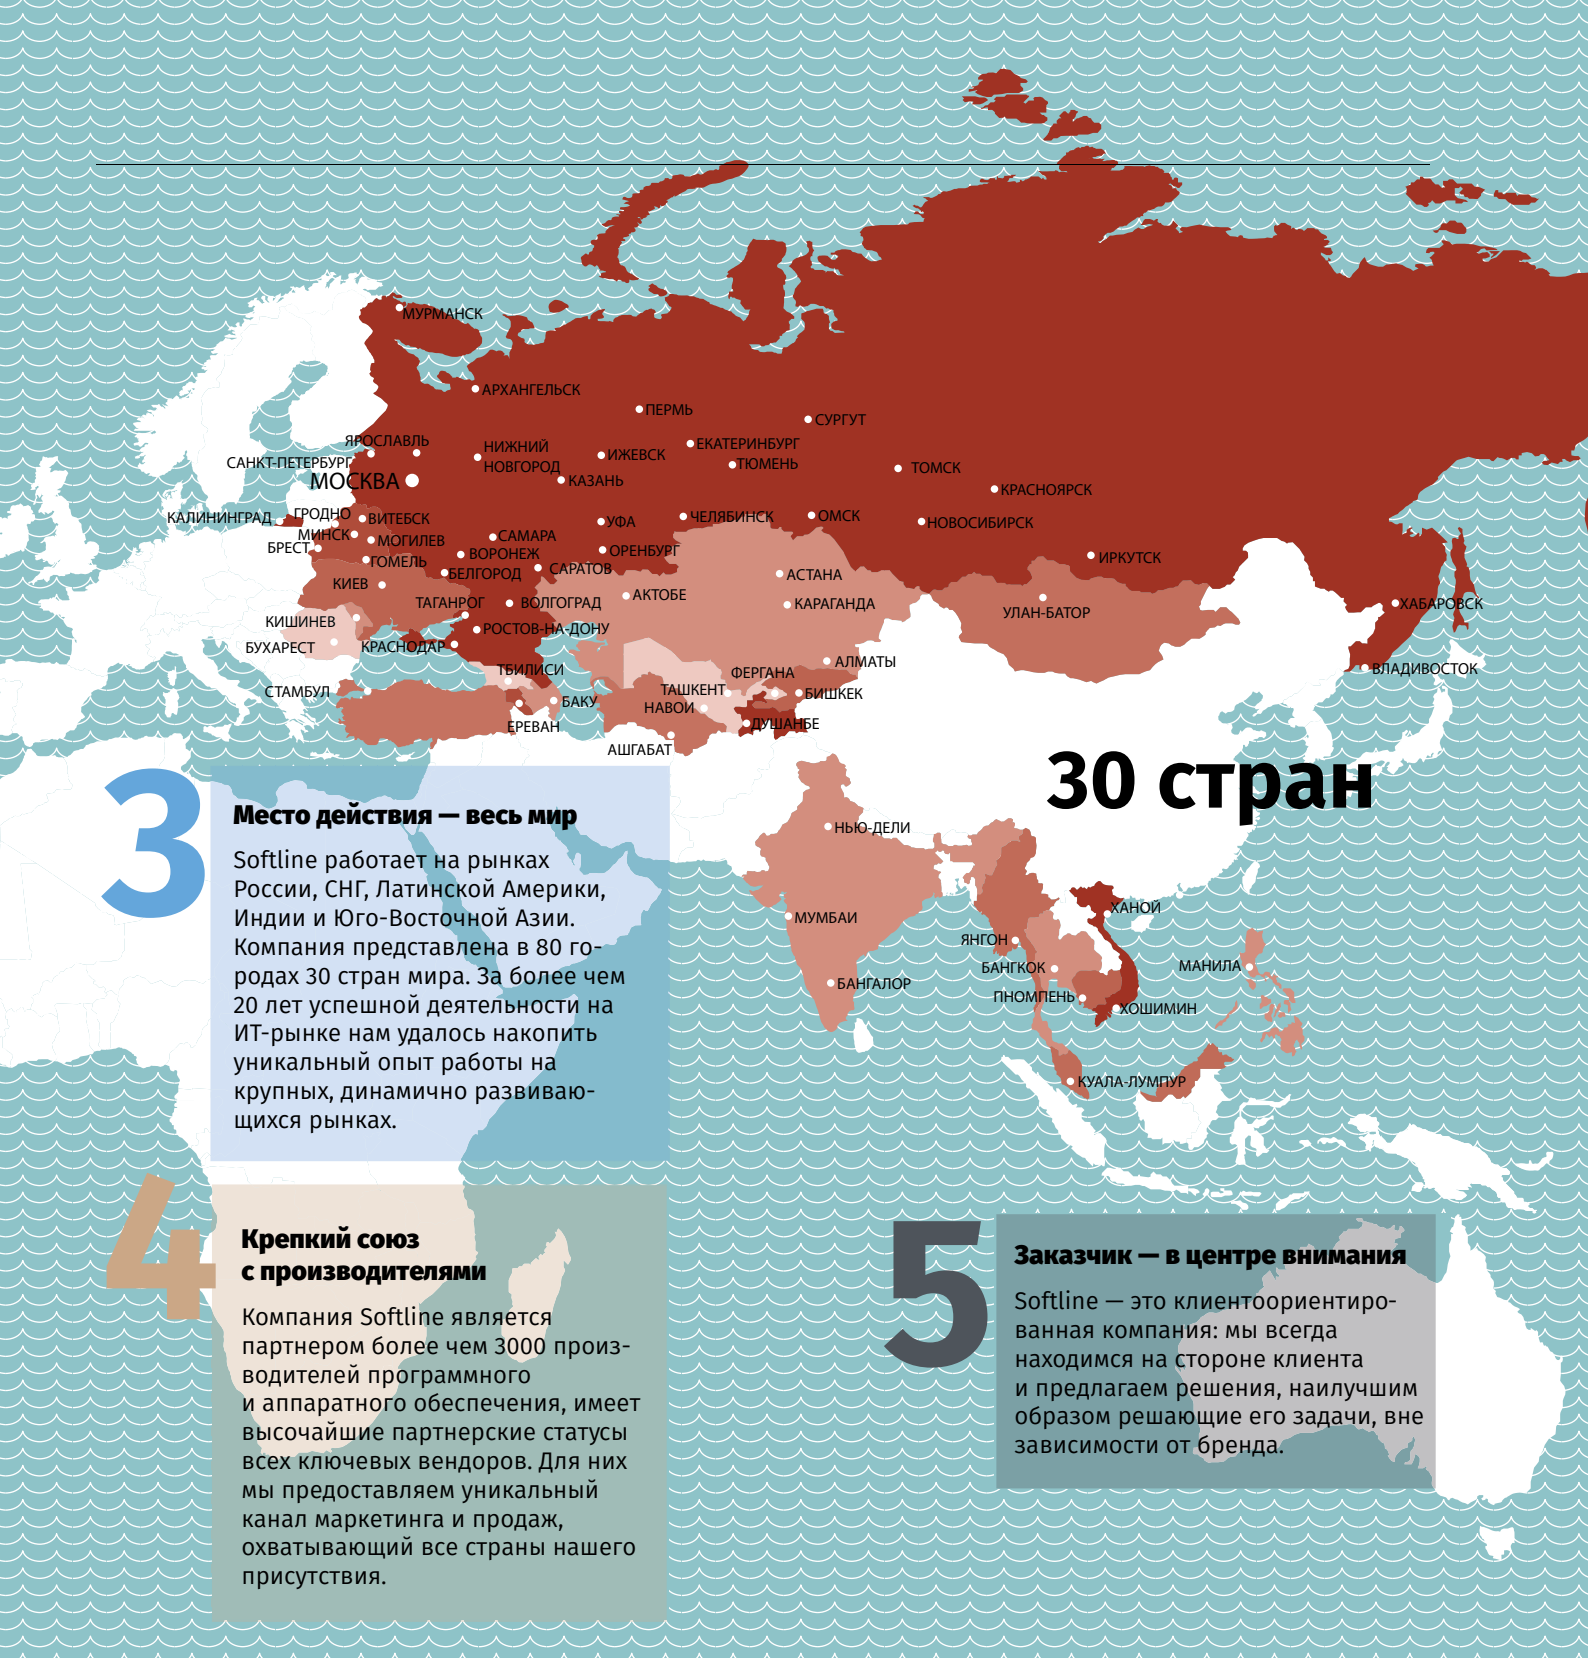 МУРМАНСК
АРХАНГЕЛЬСК
ПЕРМЬ
СУРГУТ
ЯРОСЛАВЛЬ
НИЖНИЙ
НОВГОРОД
ЕКАТЕРИНБУРГ
ИЖЕВСК
САНКТ-ПЕТЕРБУРГ
ТЮМЕНЬ
ТОМСК
МОСКВА
КАЗАНЬ
КРАСНОЯРСК
КАЛИНИНГРАД
ГРОДНО
ВИТЕБСК
УФА
ЧЕЛЯБИНСК
ОМСК
НОВОСИБИРСК
МИНСК
МОГИЛЕВ
САМАРА
БРЕСТ
ВОРОНЕЖ
ОРЕНБУРГ
ИРКУТСК
ГОМЕЛЬ
БЕЛГОРОД
САРАТОВ
АСТАНА
КИЕВ
АКТОБЕ
ТАГАНРОГ
ВОЛГОГРАД
КАРАГАНДА
УЛАН-БАТОР
ХАБАРОВСК
КИШИНЕВ
РОСТОВ-НА-ДОНУ
БУХАРЕСТ
КРАСНОДАР
АЛМАТЫ
ВЛАДИВОСТОК
ТБИЛИСИ
ФЕРГАНА
СТАМБУЛ
ТАШКЕНТ
БИШКЕК
БАКУ
НАВОИ
ЕРЕВАН
ДУШАНБЕ
АШГАБАТ
30 стран
НЬЮ-ДЕЛИ
МУМБАИ
ХАНОЙ
ЯНГОН
БАНГКОК
МАНИЛА
БАНГАЛОР
ПНОМПЕНЬ
ХОШИМИН
КУАЛА-ЛУМПУР
3
Место действия — весь мир
Softline работает на рынках
России, СНГ, Латинской Америки,
Индии и Юго-Восточной Азии.
Компания представлена в 80 го-
родах 30 стран мира. За более чем
20 лет успешной деятельности на
ИТ-рынке нам удалось накопить
уникальный опыт работы на
крупных, динамично развиваю-
щихся рынках.
4
Крепкий союз
с производителями
Компания Softline является
партнером более чем 3000 произ-
водителей программного
и аппаратного обеспечения, имеет
высочайшие партнерские статусы
всех ключевых вендоров. Для них
мы предоставляем уникальный
канал маркетинга и продаж,
охватывающий все страны нашего
присутствия.
5
Заказчик — в центре внимания
Softline — это клиентоориентиро-
ванная компания: мы всегда
находимся на стороне клиента
и предлагаем решения, наилучшим
образом решающие его задачи, вне
зависимости от бренда.